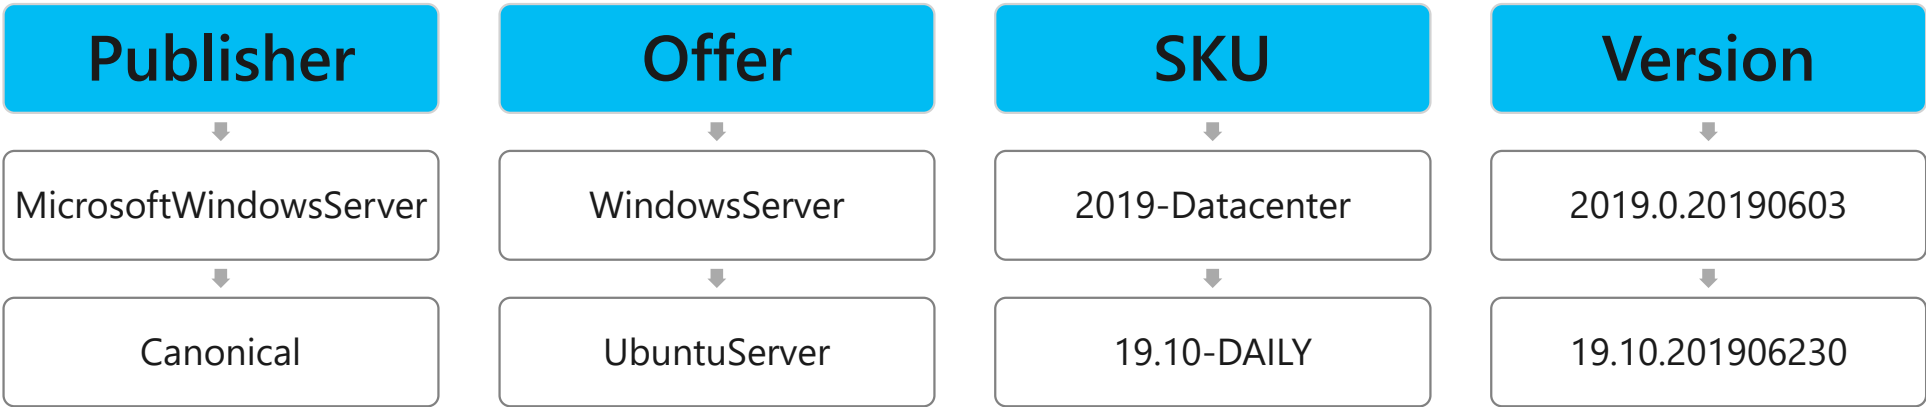 Publisher
Offer
SKU
Version
MicrosoftWindowsServer
WindowsServer
2019-Datacenter
2019.0.20190603
Canonical
UbuntuServer
19.10-DAILY
19.10.201906230